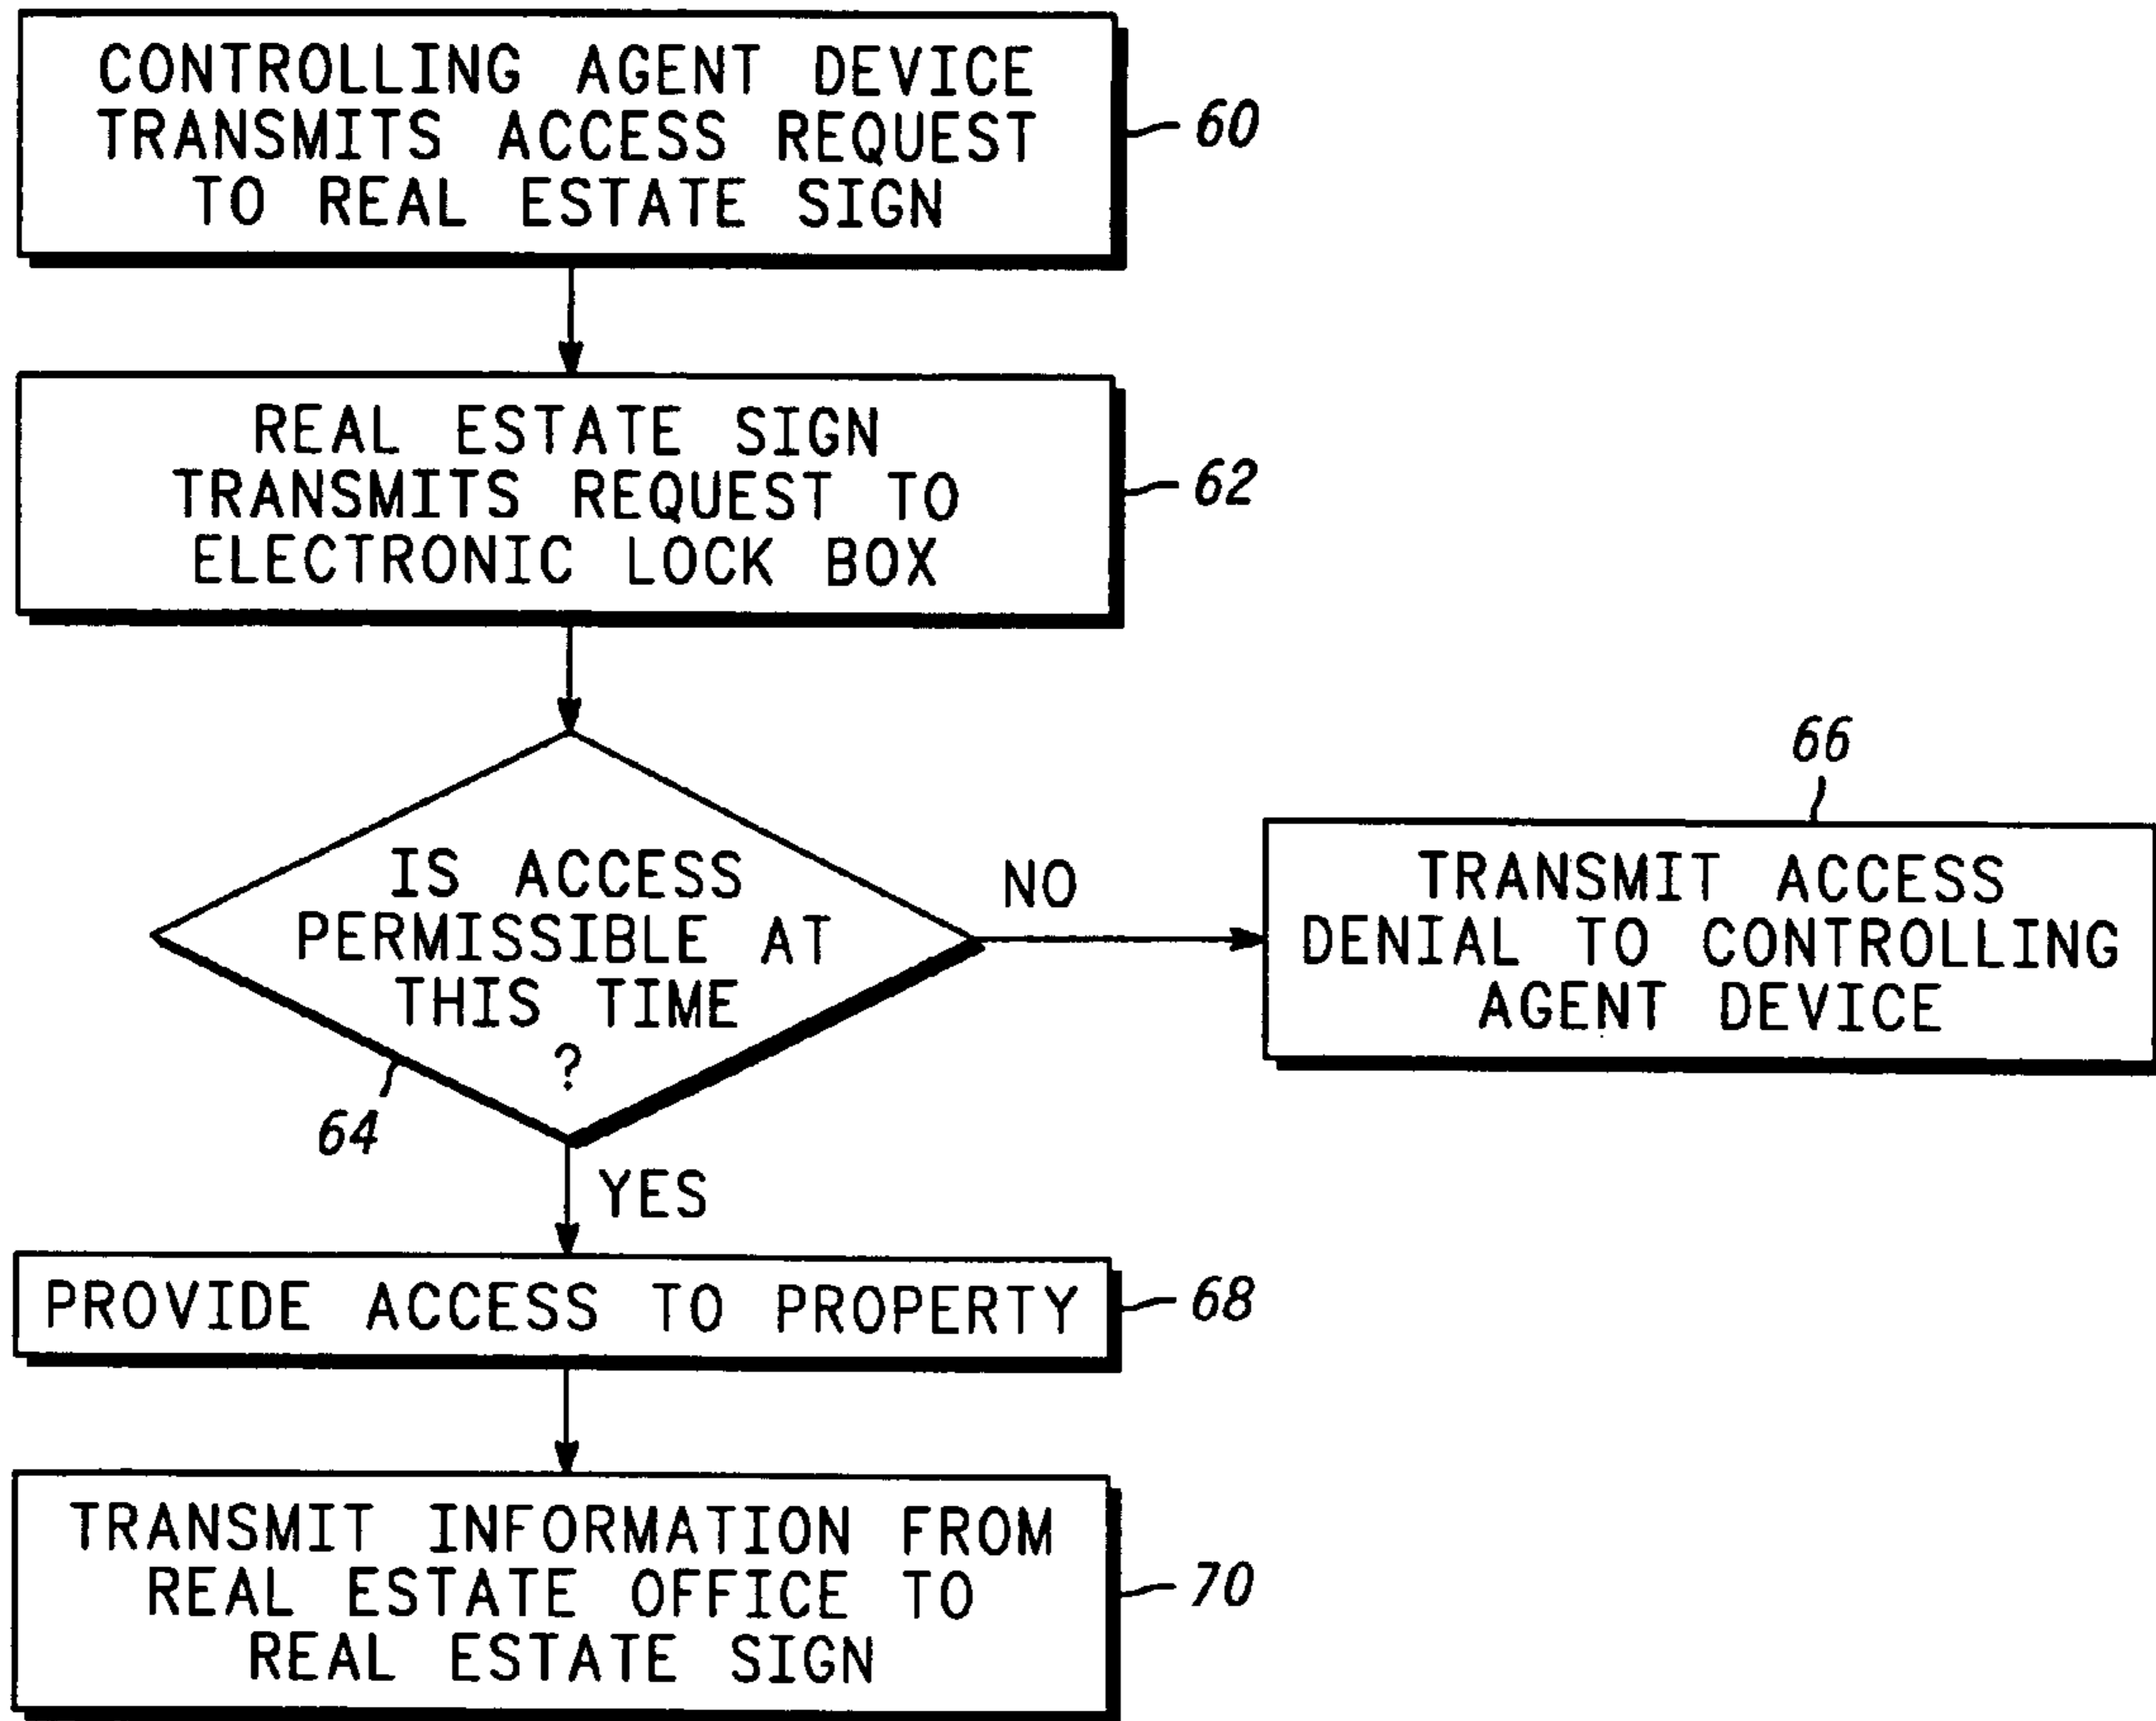 CONTROLLING AGENT DEVICE
TRANSMITS ACCESS REQUEST
TO REAL ESTATE SIGN
60
REAL ESTATE SIGN
TRANSMITS REQUEST TO
ELECTRONIC LOCK BOX
62
IS ACCESS
PERMISSIBLE AT
THIS TIME
?
64
NO
66
TRANSMIT ACCESS
DENIAL TO CONTROLLING
AGENT DEVICE
YES
PROVIDE ACCESS TO PROPERTY
68
TRANSMIT INFORMATION FROM
REAL ESTATE OFFICE TO
REAL ESTATE SIGN
70